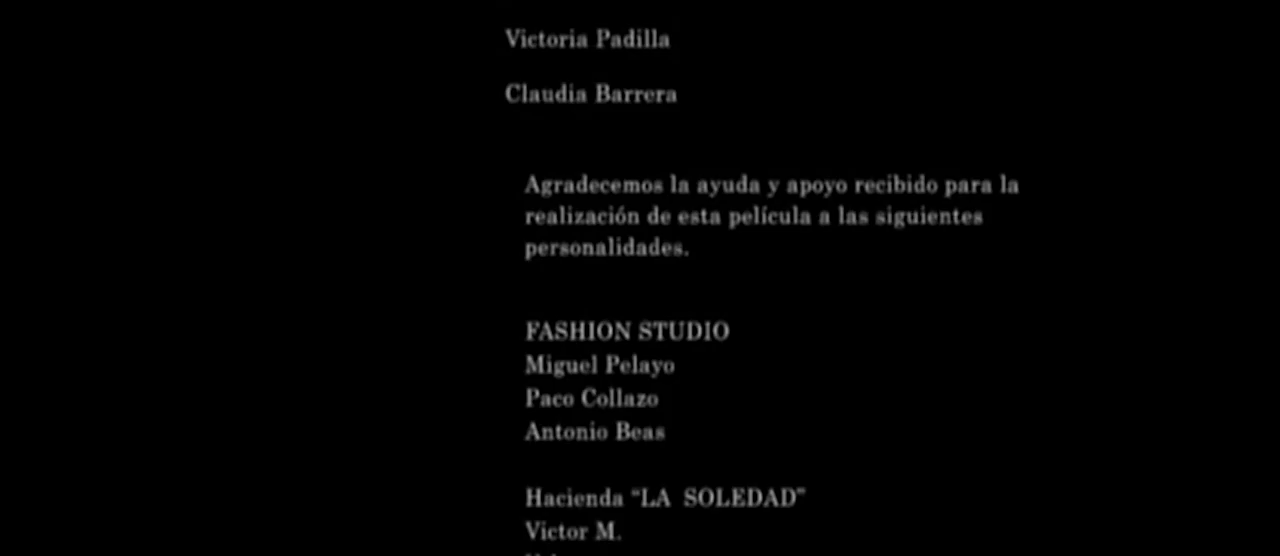 Victoria Padilla
Claudia Barrera
Agradecemos la ayuda y apoyo recibido para la
realización de esta película a las siguientes
personalidades.
FASHION STUDIO
Miguel Pelayo
Paco Collazo
Antonio Beas
Hacienda “LA SOLEDAD”
Victor M.